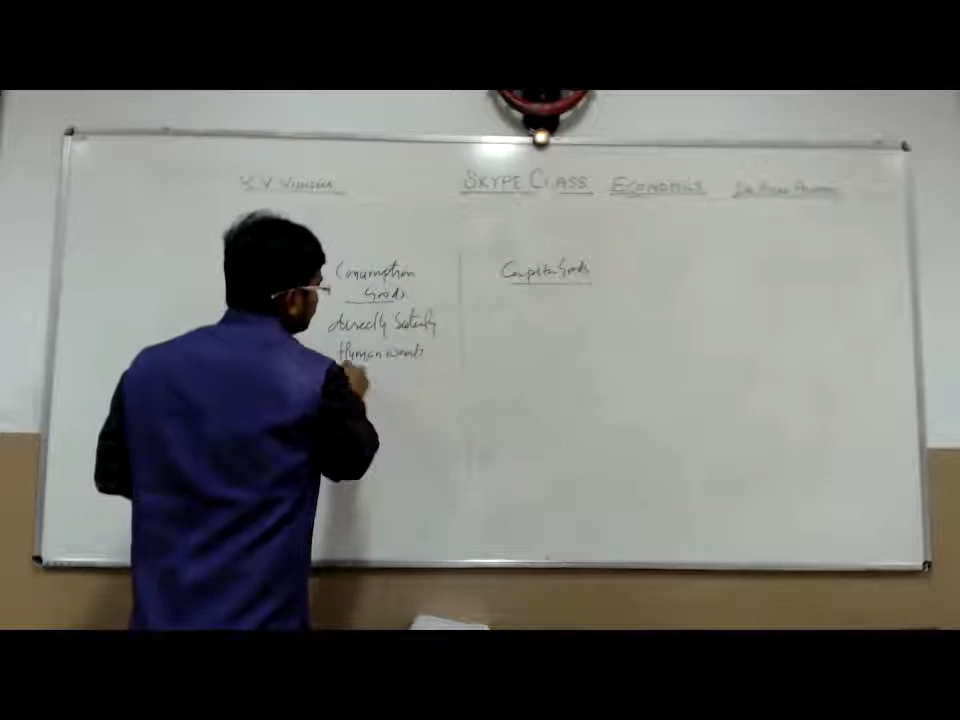 K V
SKYPE CLASS ECONOMICS
Consumption
Goods
directly Satisfy
Human wants
Capital Goods